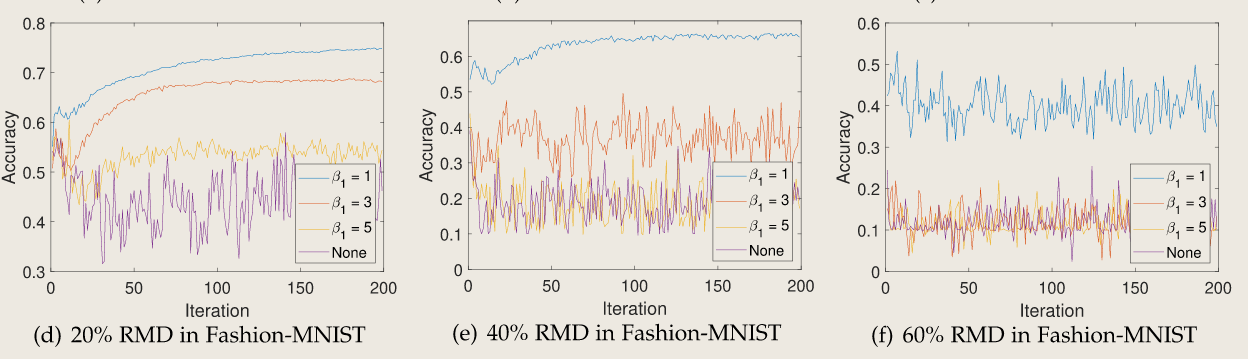 0.8
0.7
0.6
0.5
0.4
0.3
0 50 100 150 200
Accuracy
Iteration
β1 = 1
β1 = 3
β1 = 5
None
(d) 20% RMD in Fashion-MNIST
0.6
0.5
0.4
0.3
0.2
0.1
0
0 50 100 150 200
Accuracy
Iteration
β1 = 1
β1 = 3
β1 = 5
None
(e) 40% RMD in Fashion-MNIST
0.6
0.5
0.4
0.3
0.2
0.1
0
0 50 100 150 200
Accuracy
Iteration
β1 = 1
β1 = 3
β1 = 5
None
(f) 60% RMD in Fashion-MNIST